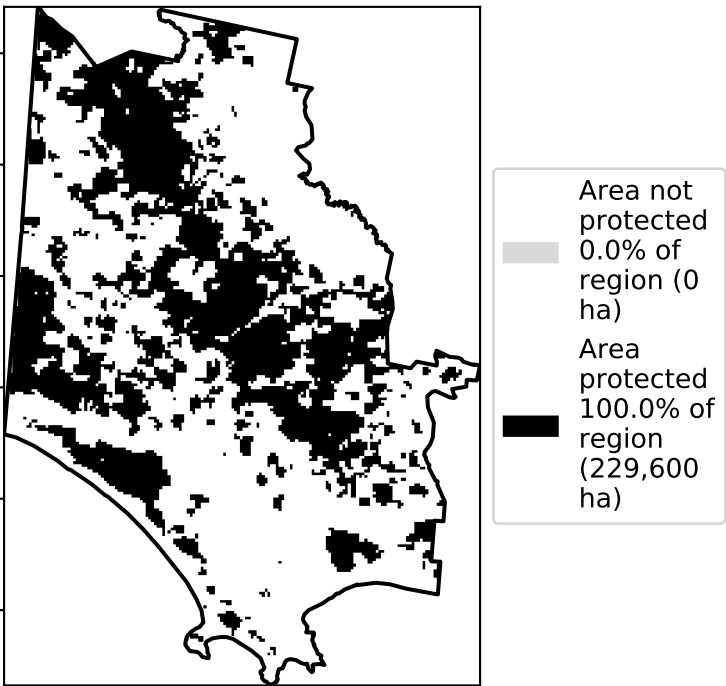 Area not
protected
0.0% of
region (0
ha)
Area
protected
100.0% of
region
(229,600
ha)